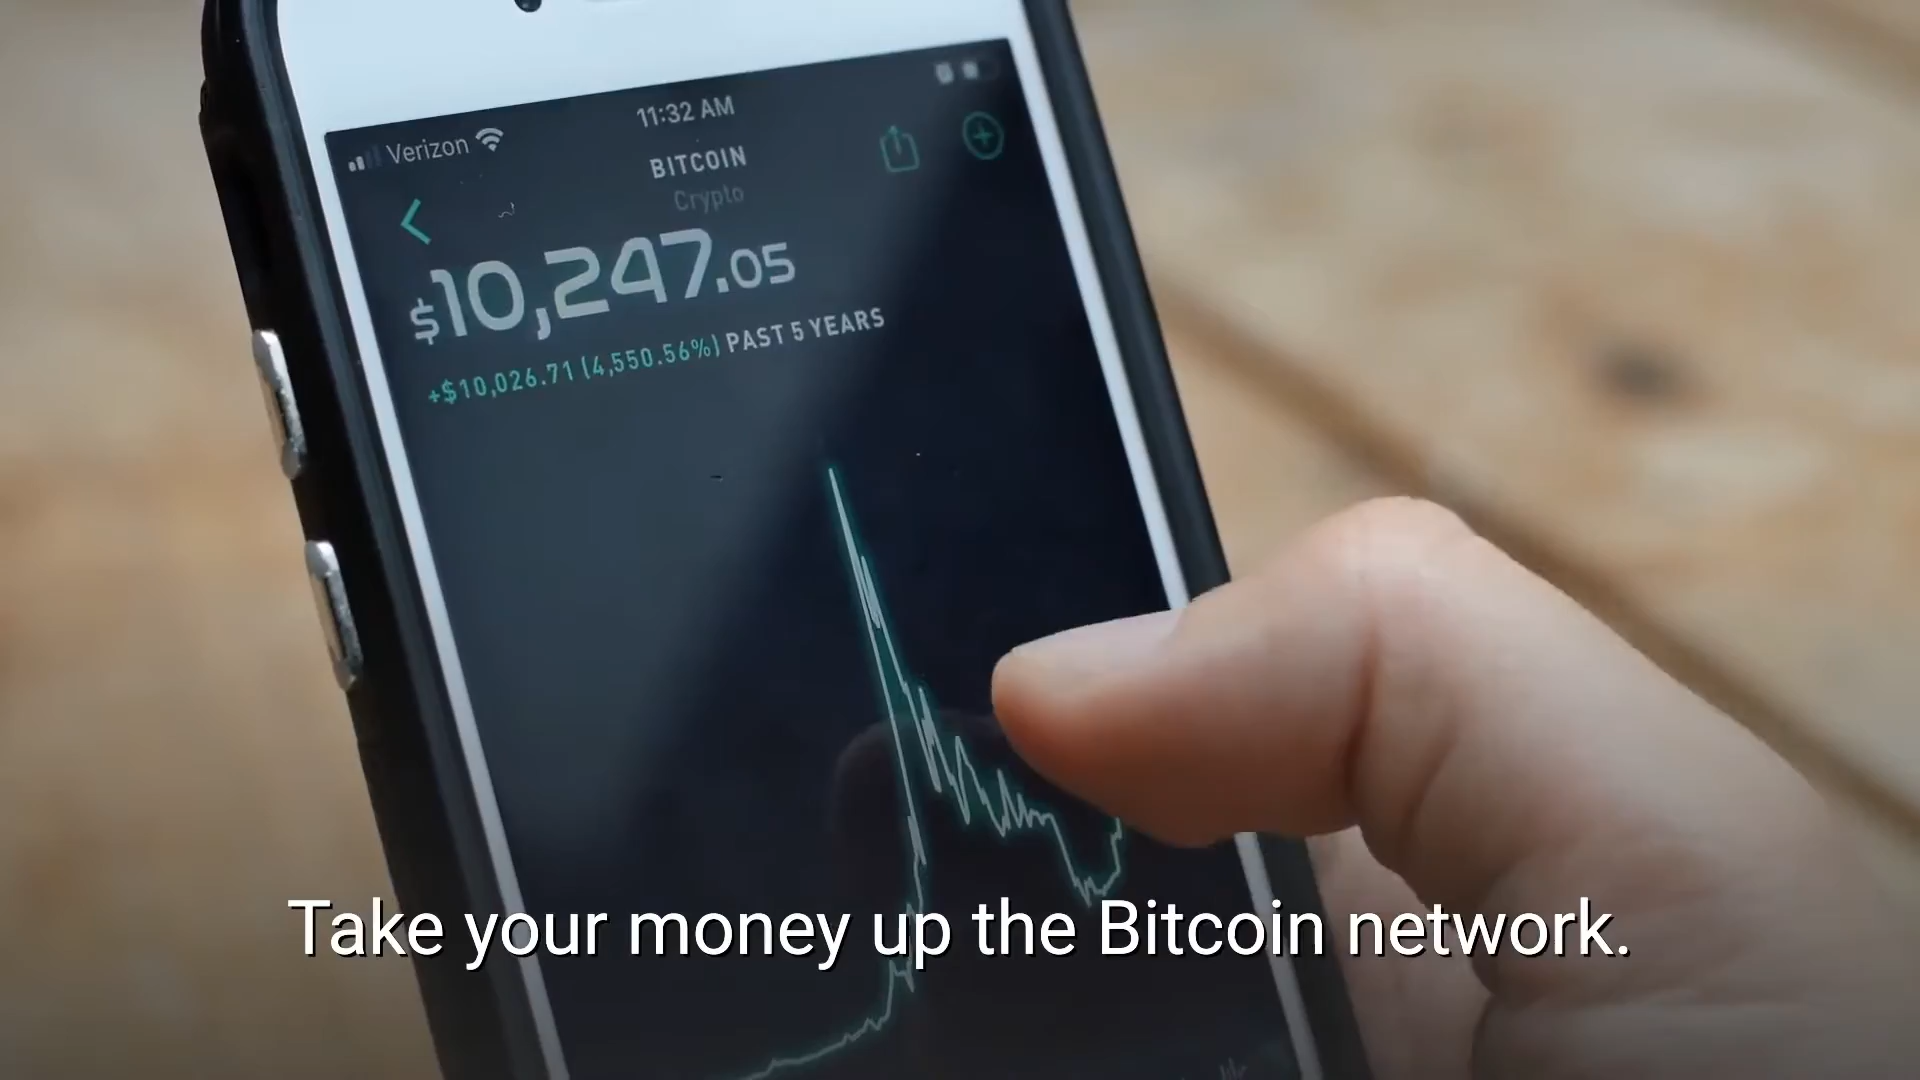 11:32 AM
Verizon
BITCOIN
Crypto
$10,247.05
+$10,026.71 (4,550.56%) PAST 5 YEARS
Take your money up the Bitcoin network.